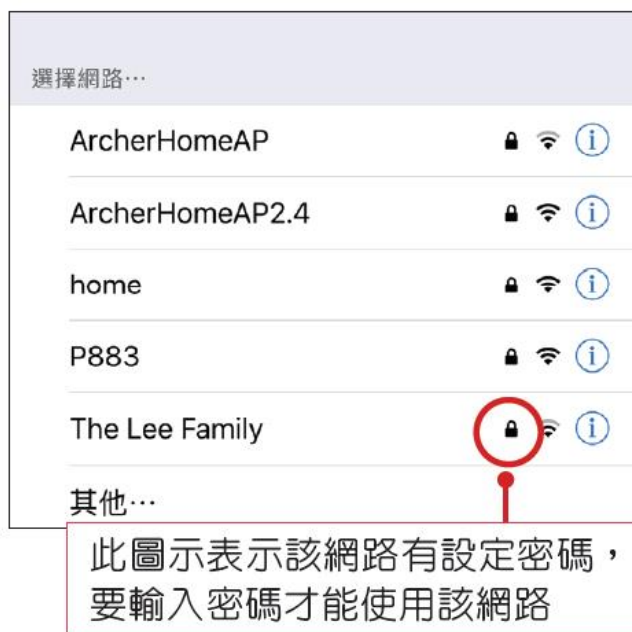 選擇網路…
ArcherHomeAP
ArcherHomeAP2.4
home
P883
The Lee Family
其他…
此圖示表示該網路有設定密碼，
要輸入密碼才能使用該網路